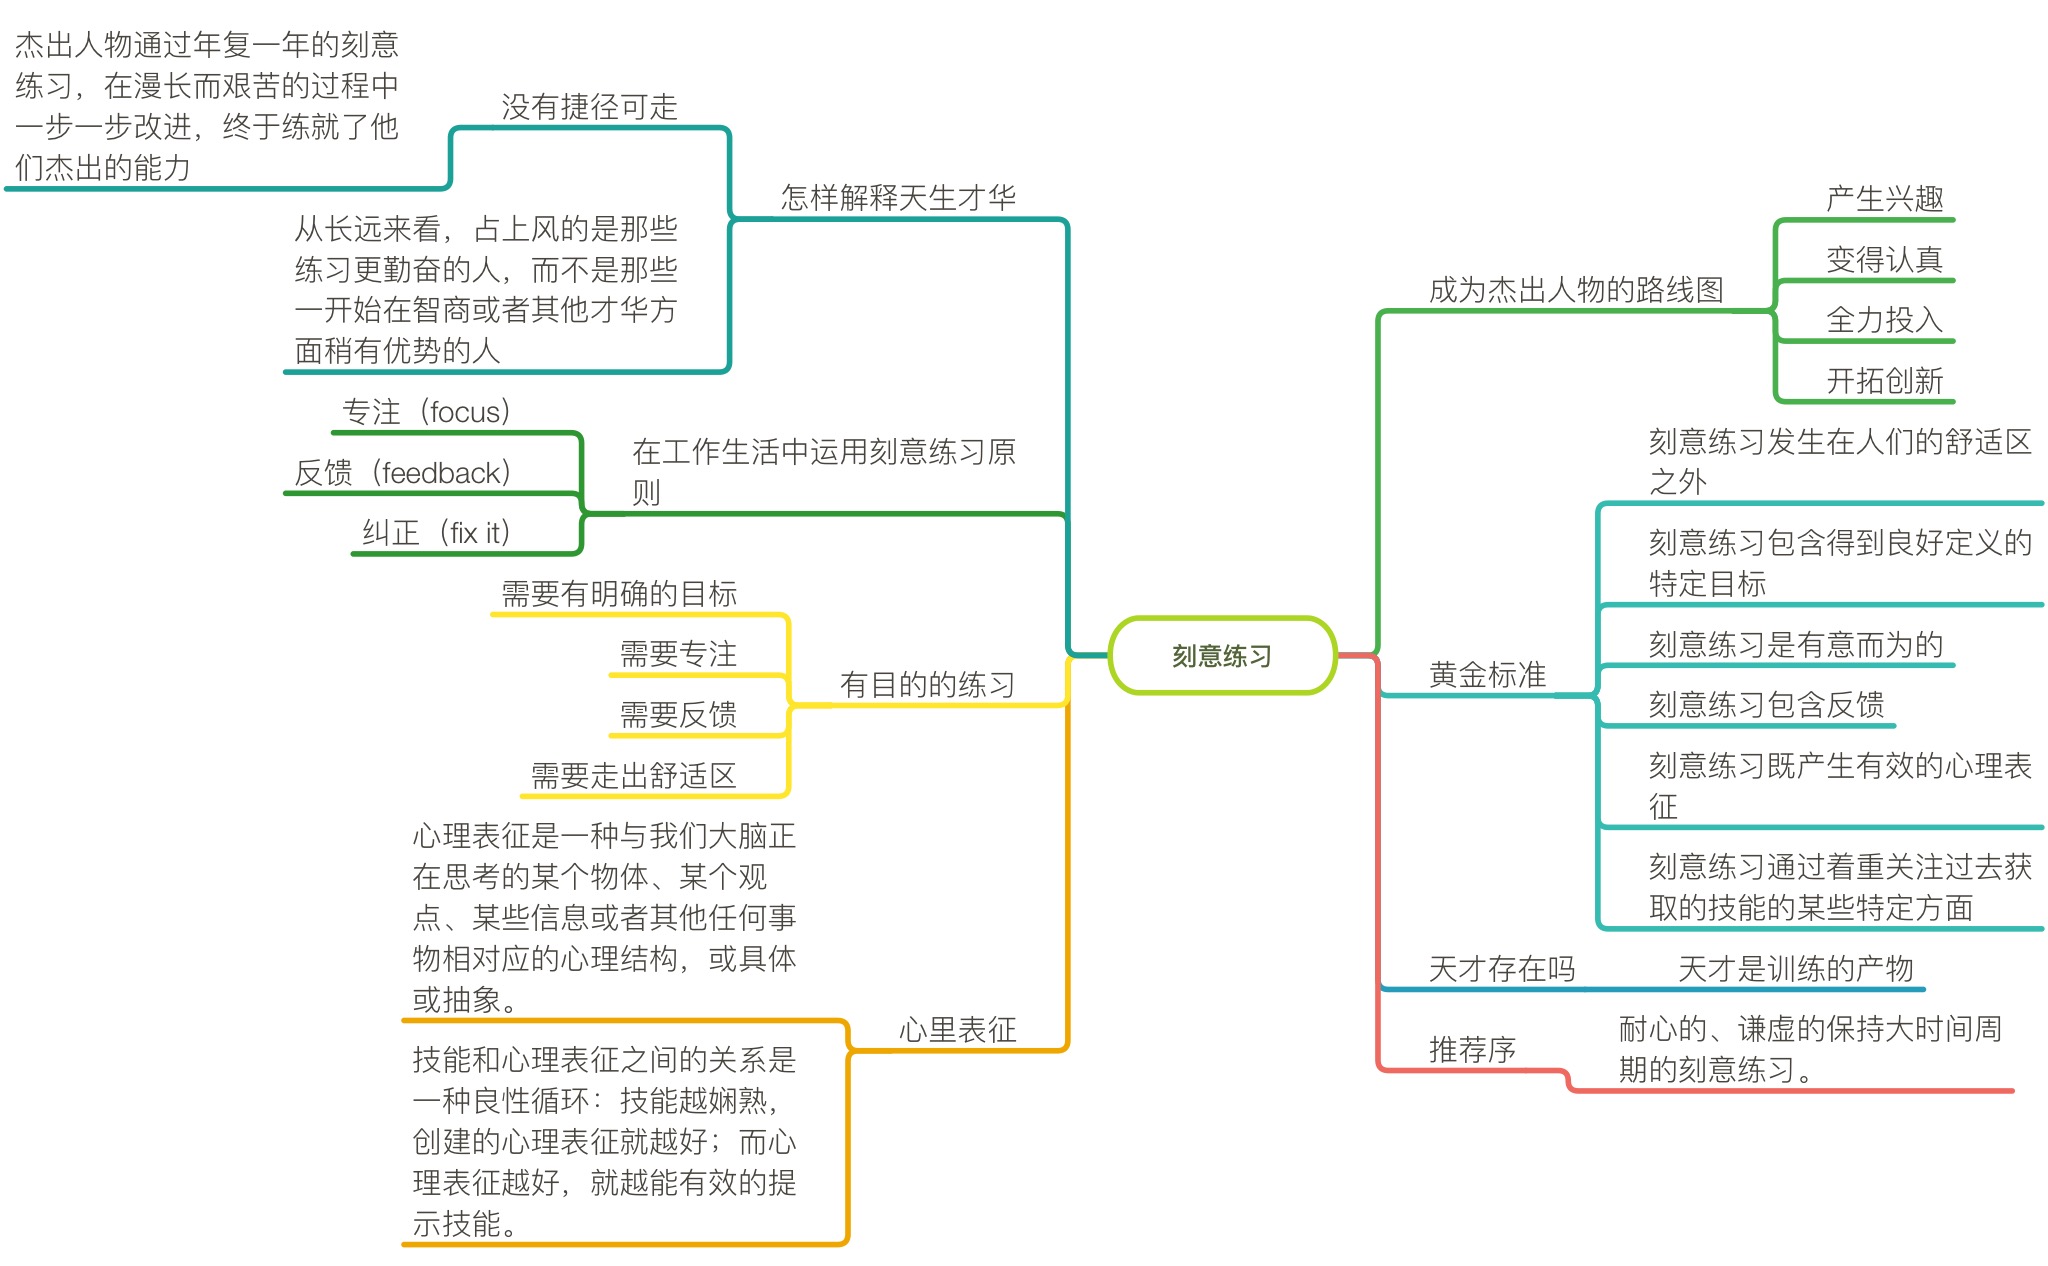 杰出人物通过年复一年的刻意
练习，在漫长而艰苦的过程中
一步一步改进，终于练就了他
们杰出的能力
没有捷径可走
从长远来看，占上风的是那些
练习更勤奋的人，而不是那些
一开始在智商或者其他才华方
面稍有优势的人
怎样解释天生才华
专注（focus）
反馈（feedback）
纠正（fix it）
在工作生活中运用刻意练习原
则
需要有明确的目标
需要专注
需要反馈
需要走出舒适区
有目的的练习
心理表征是一种与我们大脑正
在思考的某个物体、某个观
点、某些信息或者其他任何事
物相对应的心理结构，或具体
或抽象。
技能和心理表征之间的关系是
一种良性循环：技能越娴熟，
创建的心理表征就越好；而心
理表征越好，就越能有效的提
示技能。
心里表征
刻意练习
成为杰出人物的路线图
产生兴趣
变得认真
全力投入
开拓创新
黄金标准
刻意练习发生在人们的舒适区
之外
刻意练习包含得到良好定义的
特定目标
刻意练习是有意而为的
刻意练习包含反馈
刻意练习既产生有效的心理表
征
刻意练习通过着重关注过去获
取的技能的某些特定方面
天才存在吗
天才是训练的产物
推荐序
耐心的、谦虚的保持大时间周
期的刻意练习。